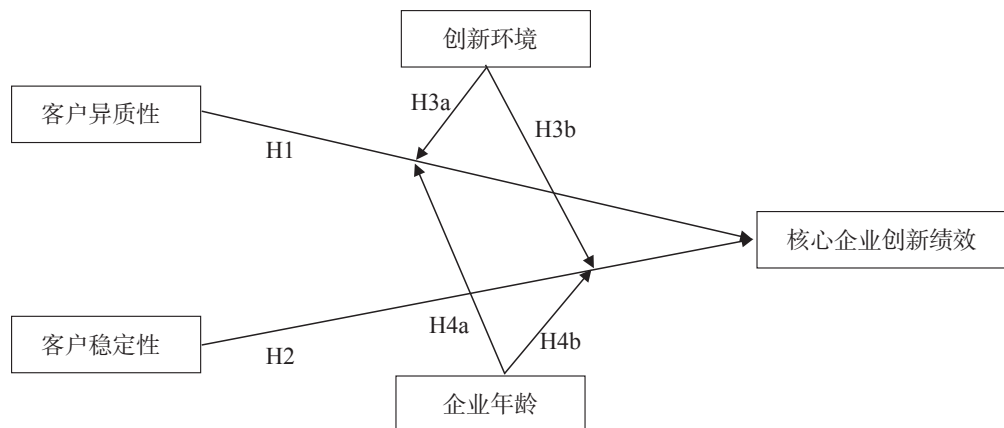 创新环境
客户异质性
H3a
H3b
H1
核心企业创新绩效
客户稳定性
H4a
H4b
H2
企业年龄